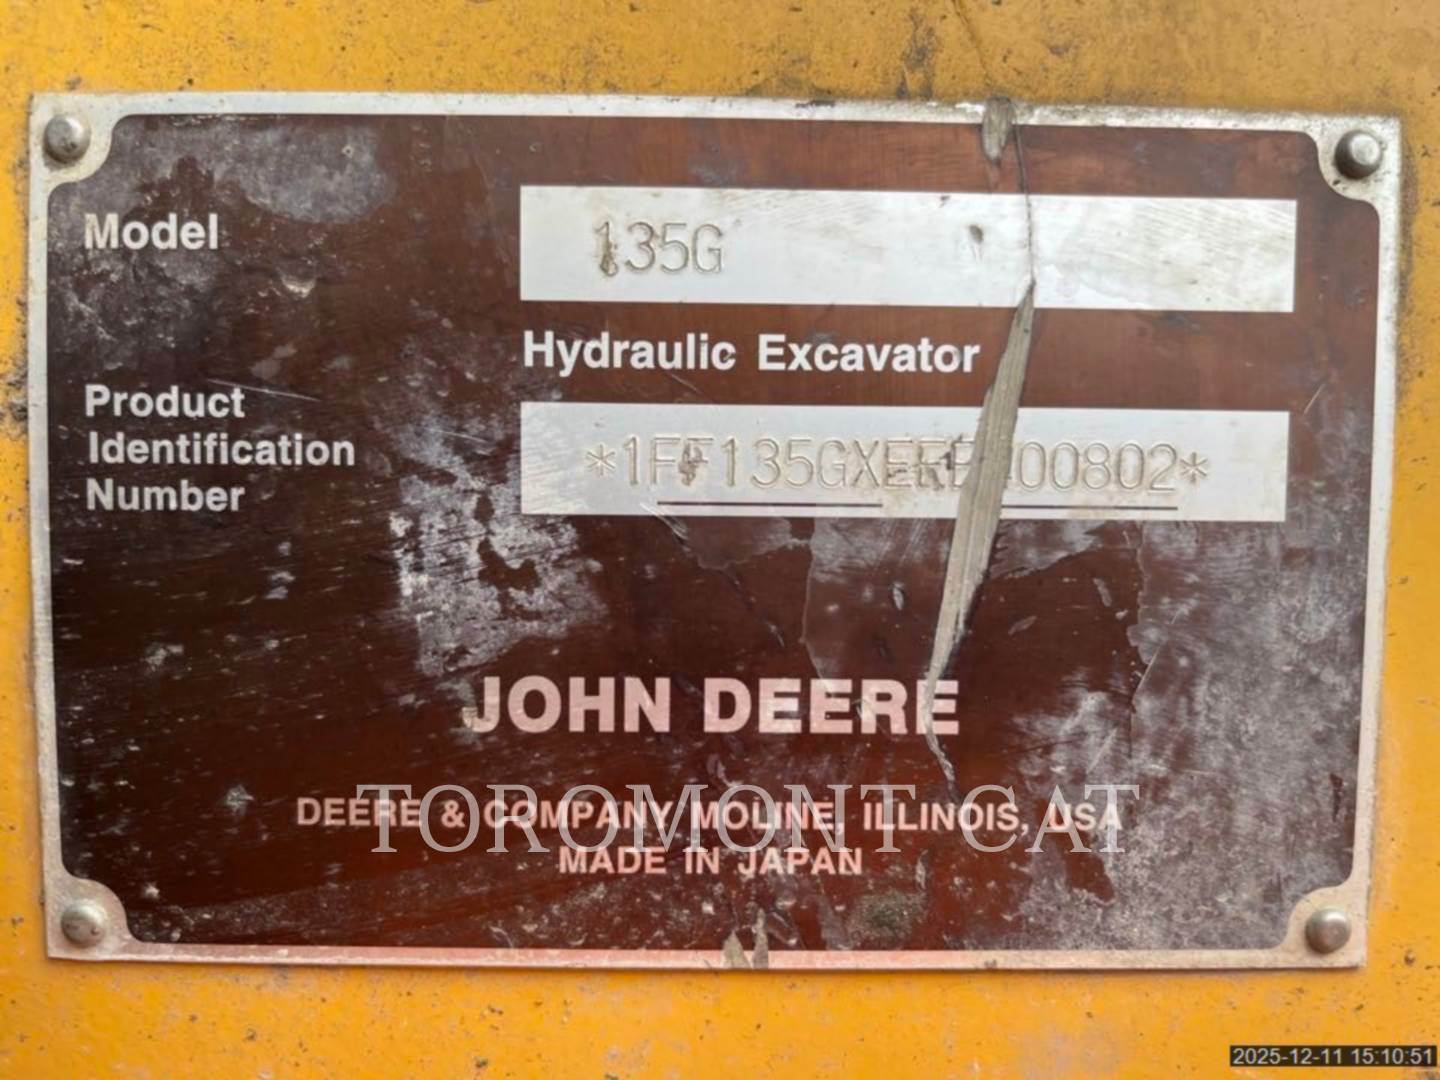 Model
135G
Hydraulic Excavator
Product
Identification
Number
JOHN DEERE
DEERE & COMPANY MOLINE, ILLINOIS, USA
MADE IN JAPAN
TOROMONT CAT
2025-12-11 15:10:51